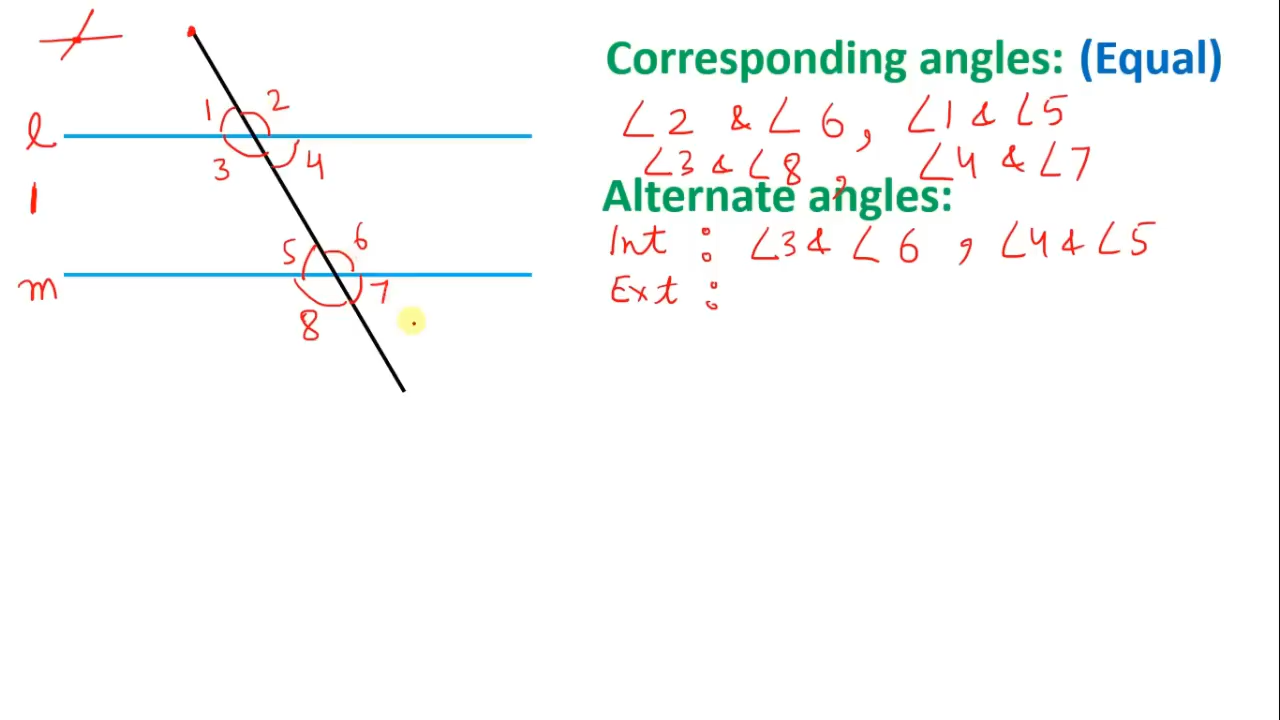 1 2
l
3 4
l
5 6
m
7
8
Corresponding angles: (Equal)
∠2 & ∠6, ∠1 & ∠5
∠3 & ∠8, ∠4 & ∠7
Alternate angles:
Int : ∠3 & ∠6 , ∠4 & ∠5
Ext :